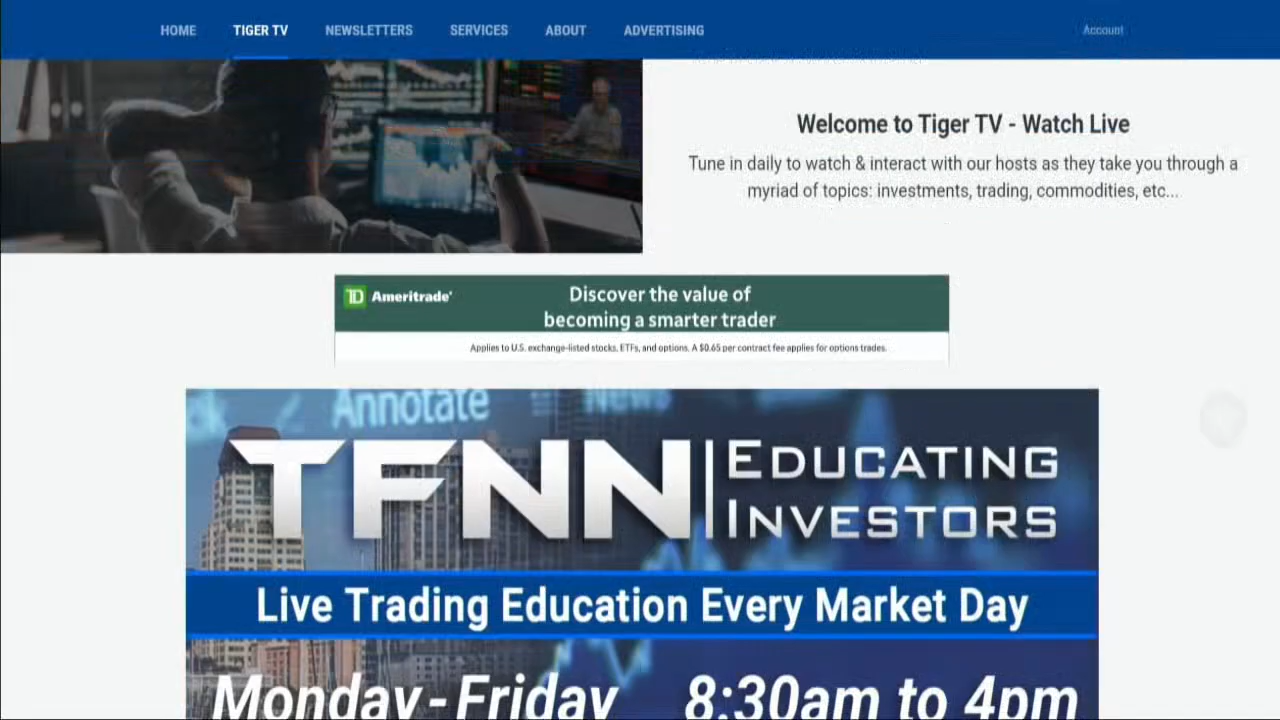 HOME TIGER TV NEWSLETTERS SERVICES ABOUT ADVERTISING Account
Welcome to Tiger TV - Watch Live
Tune in daily to watch & interact with our hosts as they take you through a
myriad of topics: investments, trading, commodities, etc...
TD Ameritrade
Discover the value of
becoming a smarter trader
Applies to U.S. exchange-listed stocks, ETFs, and options. A $0.65 per contract fee applies for options trades.
Annotate News
TFNN EDUCATING
INVESTORS
Live Trading Education Every Market Day
Monday - Friday 8:30am to 4pm